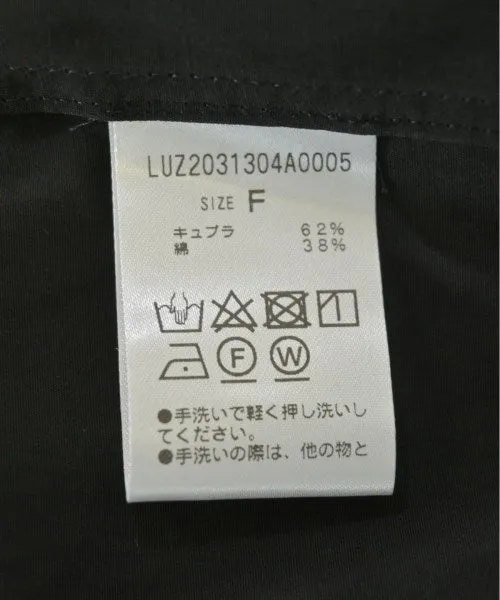 LUZ2031304A0005
SIZE F
キュプラ 62%
綿 38%
F W
●手洗いで軽く押し洗いし
てください。
●手洗いの際は、他の物と